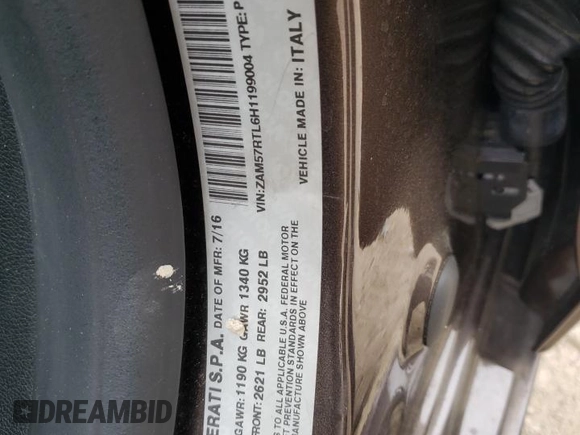 ERATI S.P.A. DATE OF MFR: 7/16
GAWR: 1190 KG GAWR 1340 KG
FRONT: 2621 LB REAR: 2952 LB
S TO ALL APPLICABLE U.S.A. FEDERAL MOTOR
T PREVENTION STANDARDS IN EFFECT ON THE
MANUFACTURE SHOWN ABOVE
VIN: ZAM57RTL6H1199004 TYPE: P
VEHICLE MADE IN: ITALY
DREAMBID